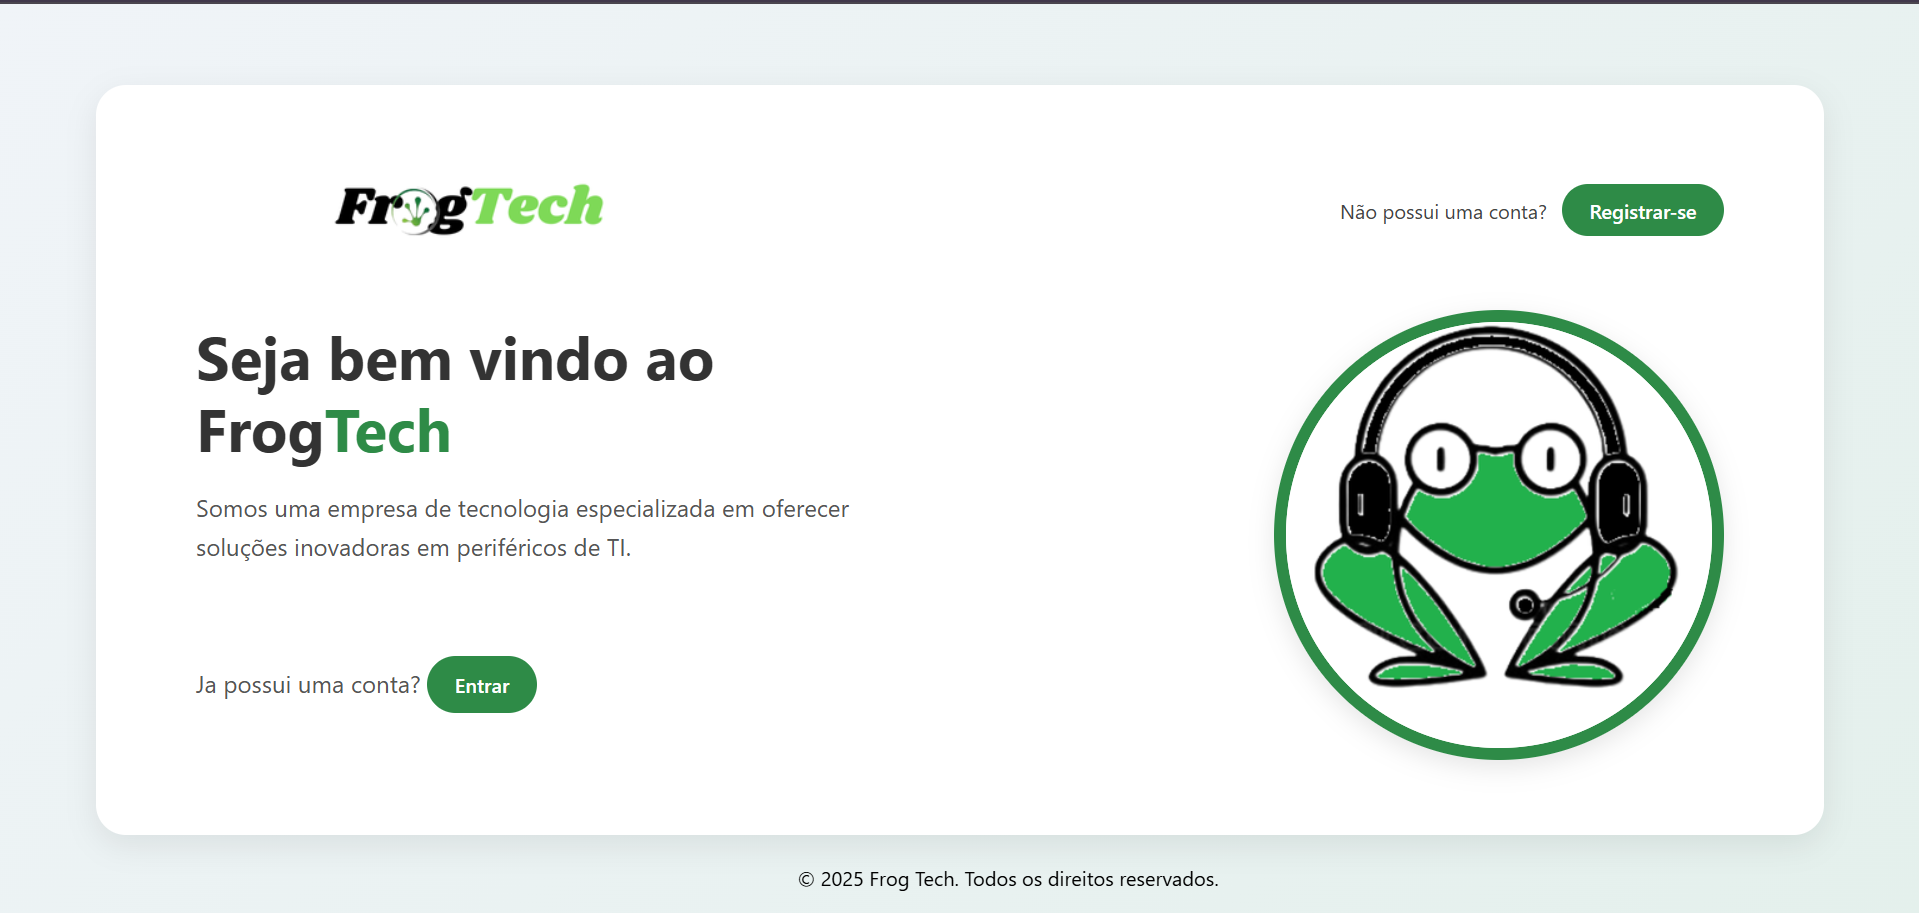 FrogTech
Não possui uma conta?
Registrar-se
Seja bem vindo ao
FrogTech
Somos uma empresa de tecnologia especializada em oferecer
soluções inovadoras em periféricos de TI.
Ja possui uma conta?
Entrar
© 2025 Frog Tech. Todos os direitos reservados.